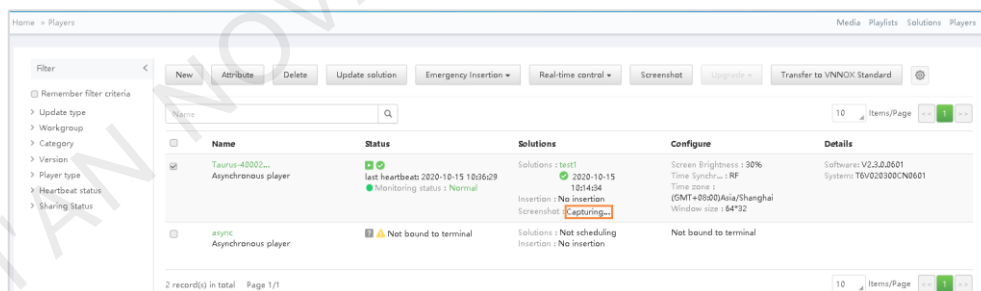 Home » Players
Media Playlists Solutions Players
Filter <
New Attribute Delete Update solution Emergency Insertion Real-time control Screenshot Upgrade Transfer to VNNOX Standard
Remember filter criteria
> Update type
> Workgroup
> Category
> Version
> Player type
> Heartbeat status
> Sharing Status
Name
10 Items/Page << 1 >>
Name Status Solutions Configure Details
Taurus-40002...
Asynchronous player
last heartbeat: 2020-10-15 10:36:29
Monitoring status : Normal
Solutions : test1
2020-10-15
10:14:34
Insertion : No insertion
Screenshot : Capturing...
Screen Brightness : 30%
Time Synchr... : RF
Time zone :
(GMT+08:00)Asia/Shanghai
Window size : 64*32
Software: V2.3.0.0601
System: T6V020300CN0601
async
Asynchronous player
? Not bound to terminal
Solutions : Not scheduling
Insertion : No insertion
Not bound to terminal
2 record(s) in total Page 1/1
10 Items/Page << 1 >>